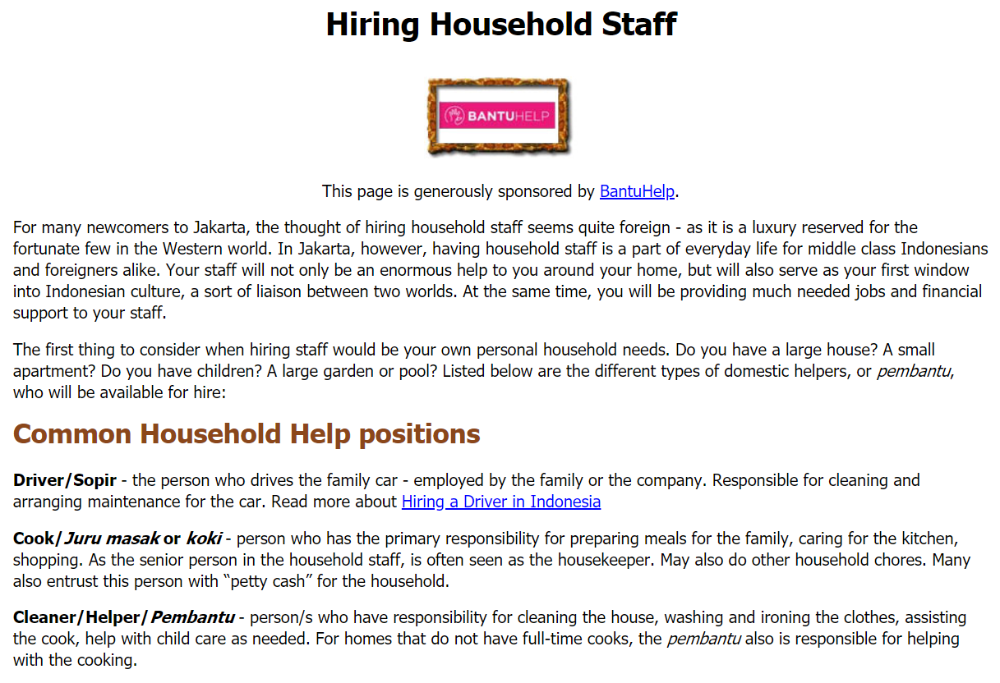 Hiring Household Staff
BANTUHELP
This page is generously sponsored by BantuHelp.
For many newcomers to Jakarta, the thought of hiring household staff seems quite foreign - as it is a luxury reserved for the
fortunate few in the Western world. In Jakarta, however, having household staff is a part of everyday life for middle class Indonesians
and foreigners alike. Your staff will not only be an enormous help to you around your home, but will also serve as your first window
into Indonesian culture, a sort of liaison between two worlds. At the same time, you will be providing much needed jobs and financial
support to your staff.
The first thing to consider when hiring staff would be your own personal household needs. Do you have a large house? A small
apartment? Do you have children? A large garden or pool? Listed below are the different types of domestic helpers, or pembantu,
who will be available for hire:
Common Household Help positions
Driver/Sopir - the person who drives the family car - employed by the family or the company. Responsible for cleaning and
arranging maintenance for the car. Read more about Hiring a Driver in Indonesia
Cook/Juru masak or koki - person who has the primary responsibility for preparing meals for the family, caring for the kitchen,
shopping. As the senior person in the household staff, is often seen as the housekeeper. May also do other household chores. Many
also entrust this person with “petty cash” for the household.
Cleaner/Helper/Pembantu - person/s who have responsibility for cleaning the house, washing and ironing the clothes, assisting
the cook, help with child care as needed. For homes that do not have full-time cooks, the pembantu also is responsible for helping
with the cooking.